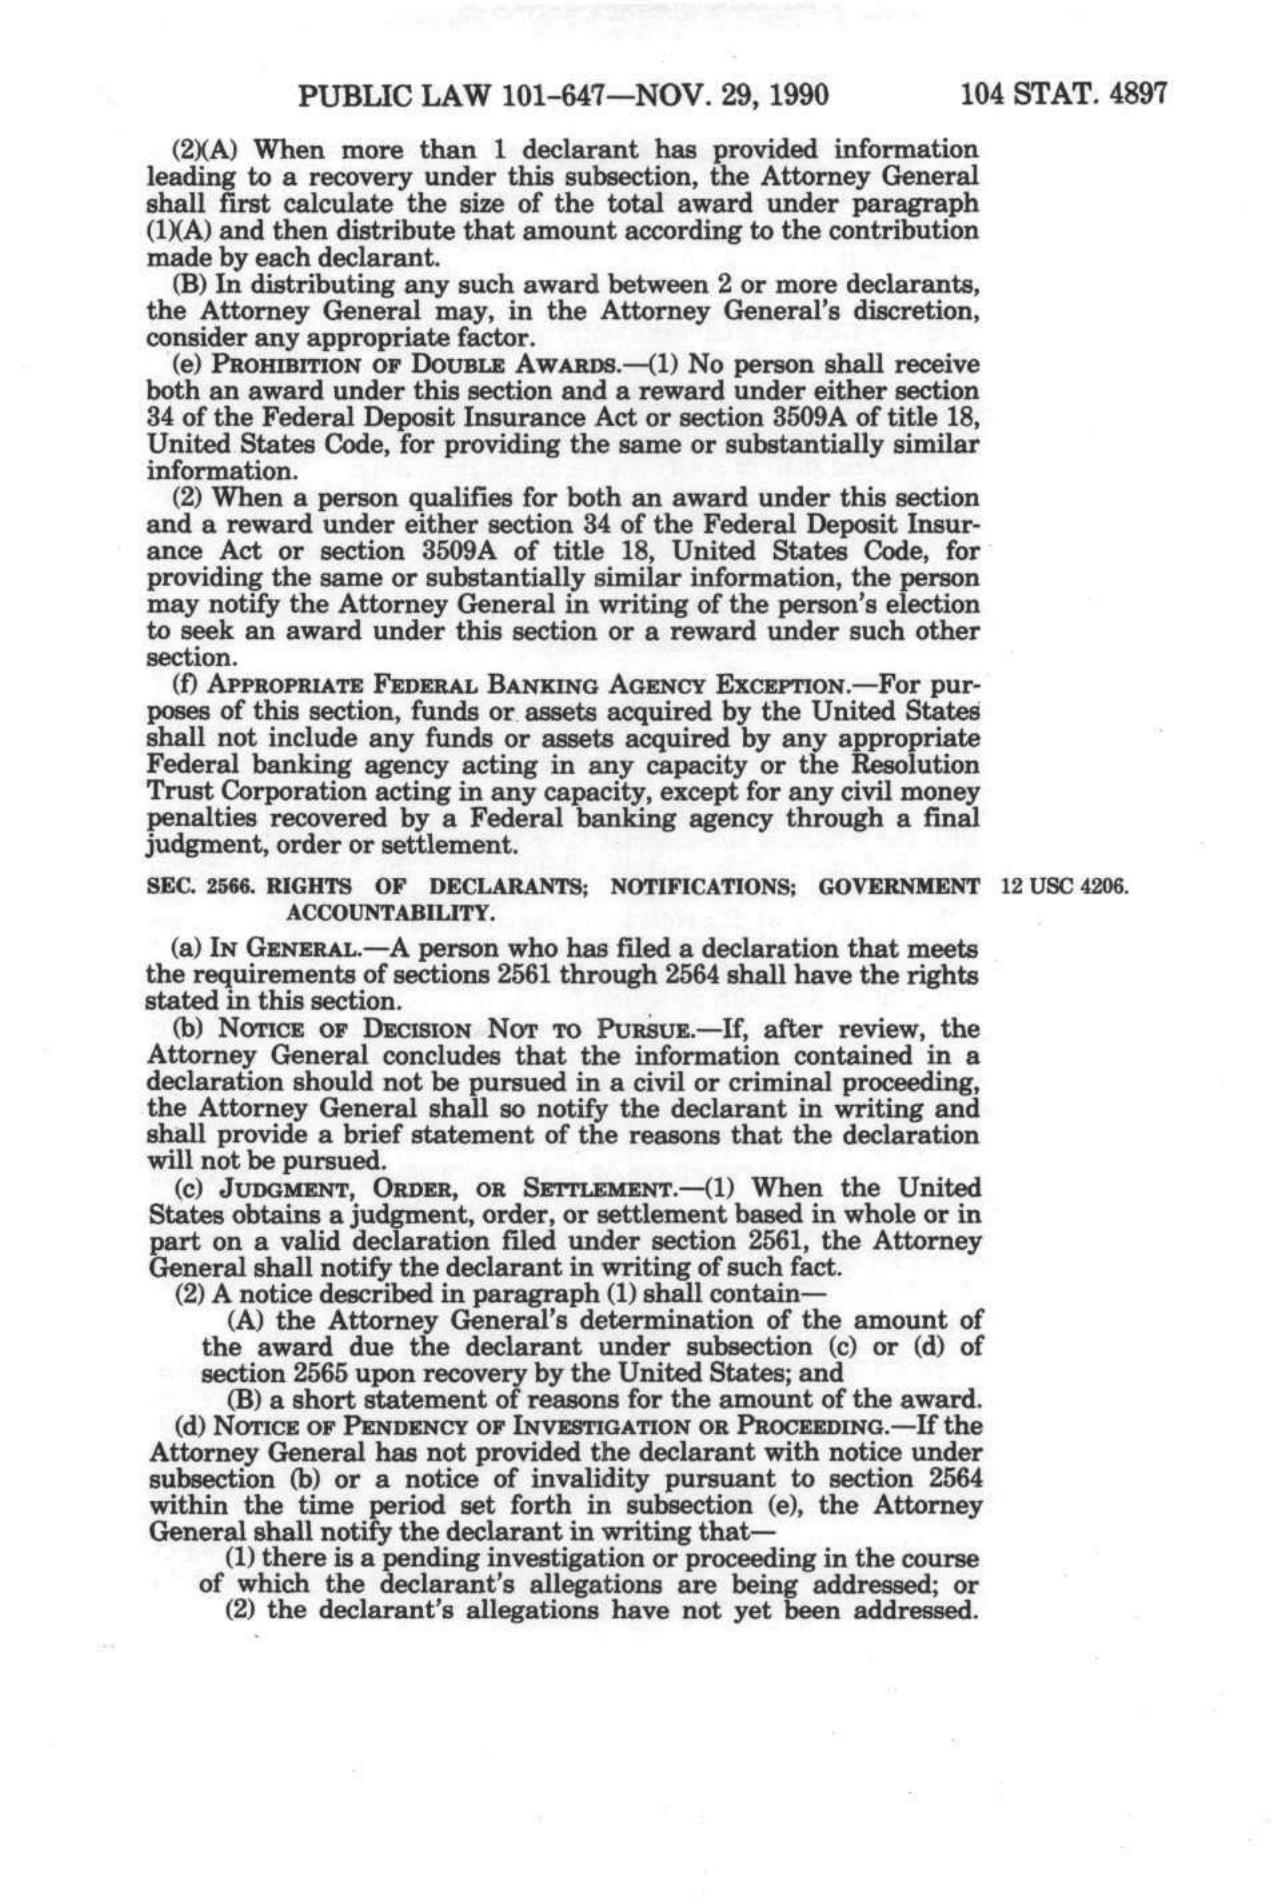 PUBLIC LAW 101-647—NOV. 29, 1990 104 STAT. 4897
(2)(A) When more than 1 declarant has provided information
leading to a recovery under this subsection, the Attorney General
shall first calculate the size of the total award under paragraph
(1)(A) and then distribute that amount according to the contribution
made by each declarant.
(B) In distributing any such award between 2 or more declarants,
the Attorney General may, in the Attorney General's discretion,
consider any appropriate factor.
(e) PROHIBITION OF DOUBLE AWARDS.—(1) No person shall receive
both an award under this section and a reward under either section
34 of the Federal Deposit Insurance Act or section 3509A of title 18,
United States Code, for providing the same or substantially similar
information.
(2) When a person qualifies for both an award under this section
and a reward under either section 34 of the Federal Deposit Insur-
ance Act or section 3509A of title 18, United States Code, for
providing the same or substantially similar information, the person
may notify the Attorney General in writing of the person's election
to seek an award under this section or a reward under such other
section.
(f) APPROPRIATE FEDERAL BANKING AGENCY EXCEPTION.—For pur-
poses of this section, funds or assets acquired by the United States
shall not include any funds or assets acquired by any appropriate
Federal banking agency acting in any capacity or the Resolution
Trust Corporation acting in any capacity, except for any civil money
penalties recovered by a Federal banking agency through a final
judgment, order or settlement.
SEC. 2566. RIGHTS OF DECLARANTS; NOTIFICATIONS; GOVERNMENT 12 USC 4206.
ACCOUNTABILITY.
(a) IN GENERAL.—A person who has filed a declaration that meets
the requirements of sections 2561 through 2564 shall have the rights
stated in this section.
(b) NOTICE OF DECISION NOT TO PURSUE.—If, after review, the
Attorney General concludes that the information contained in a
declaration should not be pursued in a civil or criminal proceeding,
the Attorney General shall so notify the declarant in writing and
shall provide a brief statement of the reasons that the declaration
will not be pursued.
(c) JUDGMENT, ORDER, OR SETTLEMENT.—(1) When the United
States obtains a judgment, order, or settlement based in whole or in
part on a valid declaration filed under section 2561, the Attorney
General shall notify the declarant in writing of such fact.
(2) A notice described in paragraph (1) shall contain—
(A) the Attorney General's determination of the amount of
the award due the declarant under subsection (c) or (d) of
section 2565 upon recovery by the United States; and
(B) a short statement of reasons for the amount of the award.
(d) NOTICE OF PENDENCY OF INVESTIGATION OR PROCEEDING.—If the
Attorney General has not provided the declarant with notice under
subsection (b) or a notice of invalidity pursuant to section 2564
within the time period set forth in subsection (e), the Attorney
General shall notify the declarant in writing that—
(1) there is a pending investigation or proceeding in the course
of which the declarant's allegations are being addressed; or
(2) the declarant's allegations have not yet been addressed.